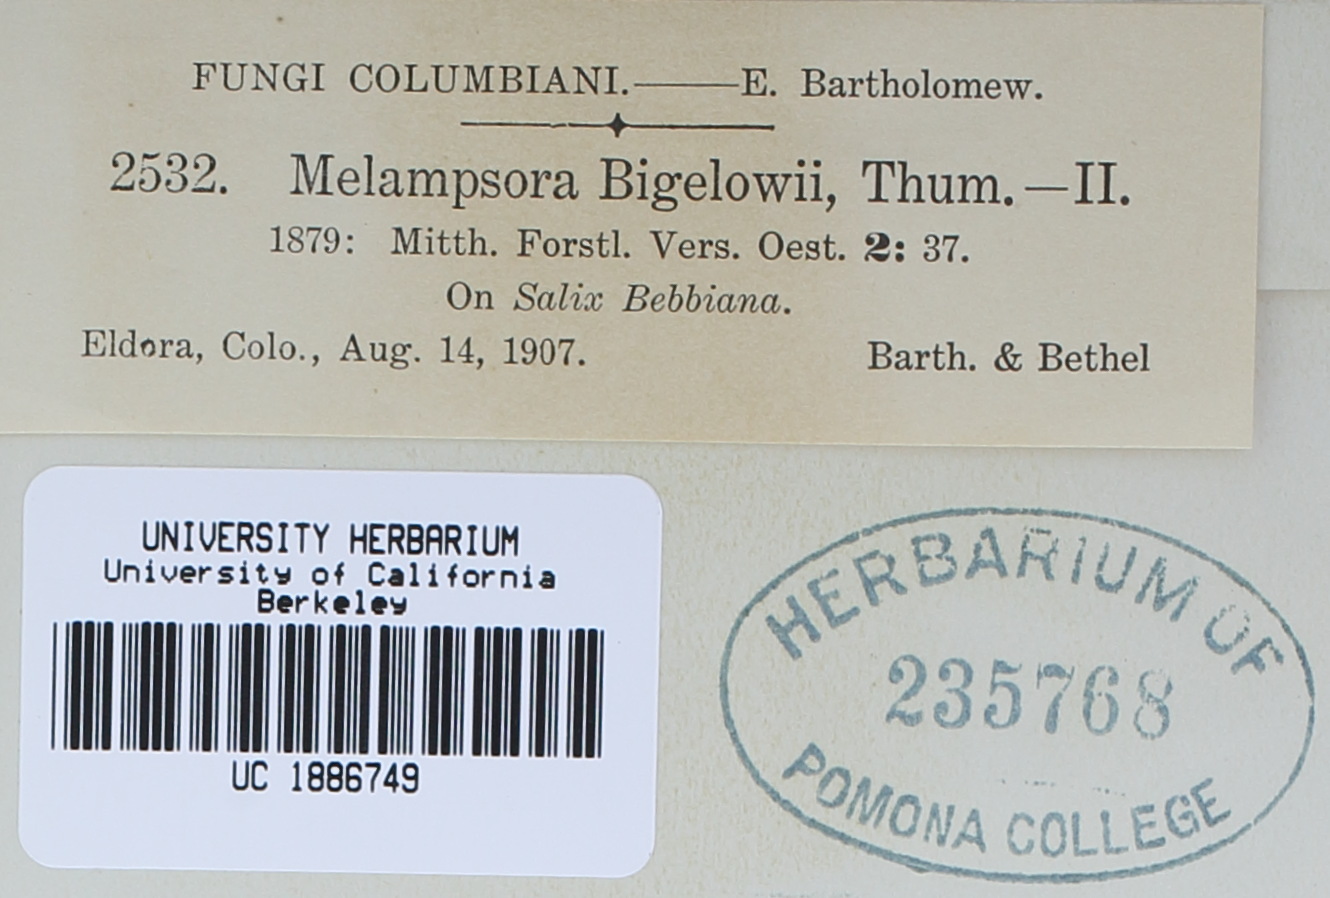 FUNGI COLUMBIANI.——E. Bartholomew.
2532. Melampsora Bigelowii, Thum.—II.
1879: Mitth. Forstl. Vers. Oest. 2: 37.
On Salix Bebbiana.
Eldora, Colo., Aug. 14, 1907. Barth. & Bethel
UNIVERSITY HERBARIUM
University of California
Berkeley
UC 1886749
HERBARIUM OF
235768
POMONA COLLEGE